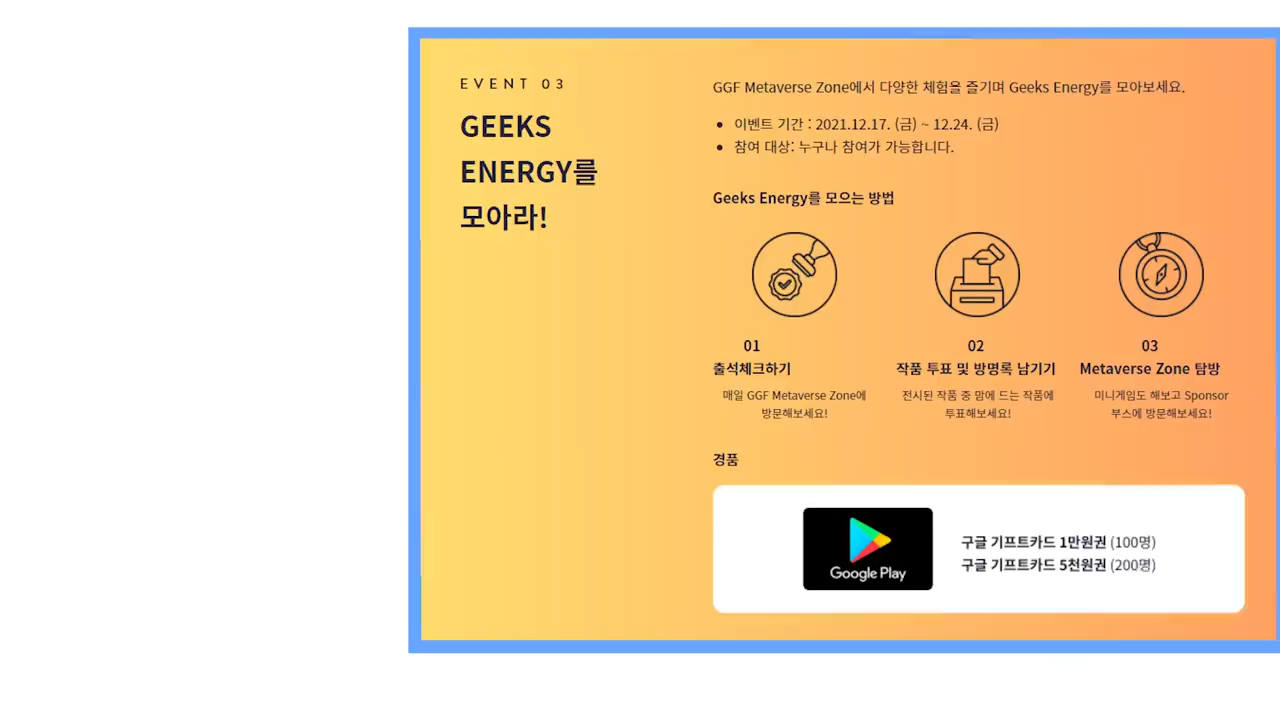 EVENT 03
GEEKS
ENERGY를
모아라!
GGF Metaverse Zone에서 다양한 체험을 즐기며 Geeks Energy를 모아보세요.
이벤트 기간 : 2021.12.17. (금) ~ 12.24. (금)
참여 대상: 누구나 참여가 가능합니다.
Geeks Energy를 모으는 방법
01
출석체크하기
매일 GGF Metaverse Zone에
방문해보세요!
02
작품 투표 및 방명록 남기기
전시된 작품 중 맘에 드는 작품에
투표해보세요!
03
Metaverse Zone 탐방
미니게임도 해보고 Sponsor
부스에 방문해보세요!
경품
Google Play
구글 기프트카드 1만원권 (100명)
구글 기프트카드 5천원권 (200명)